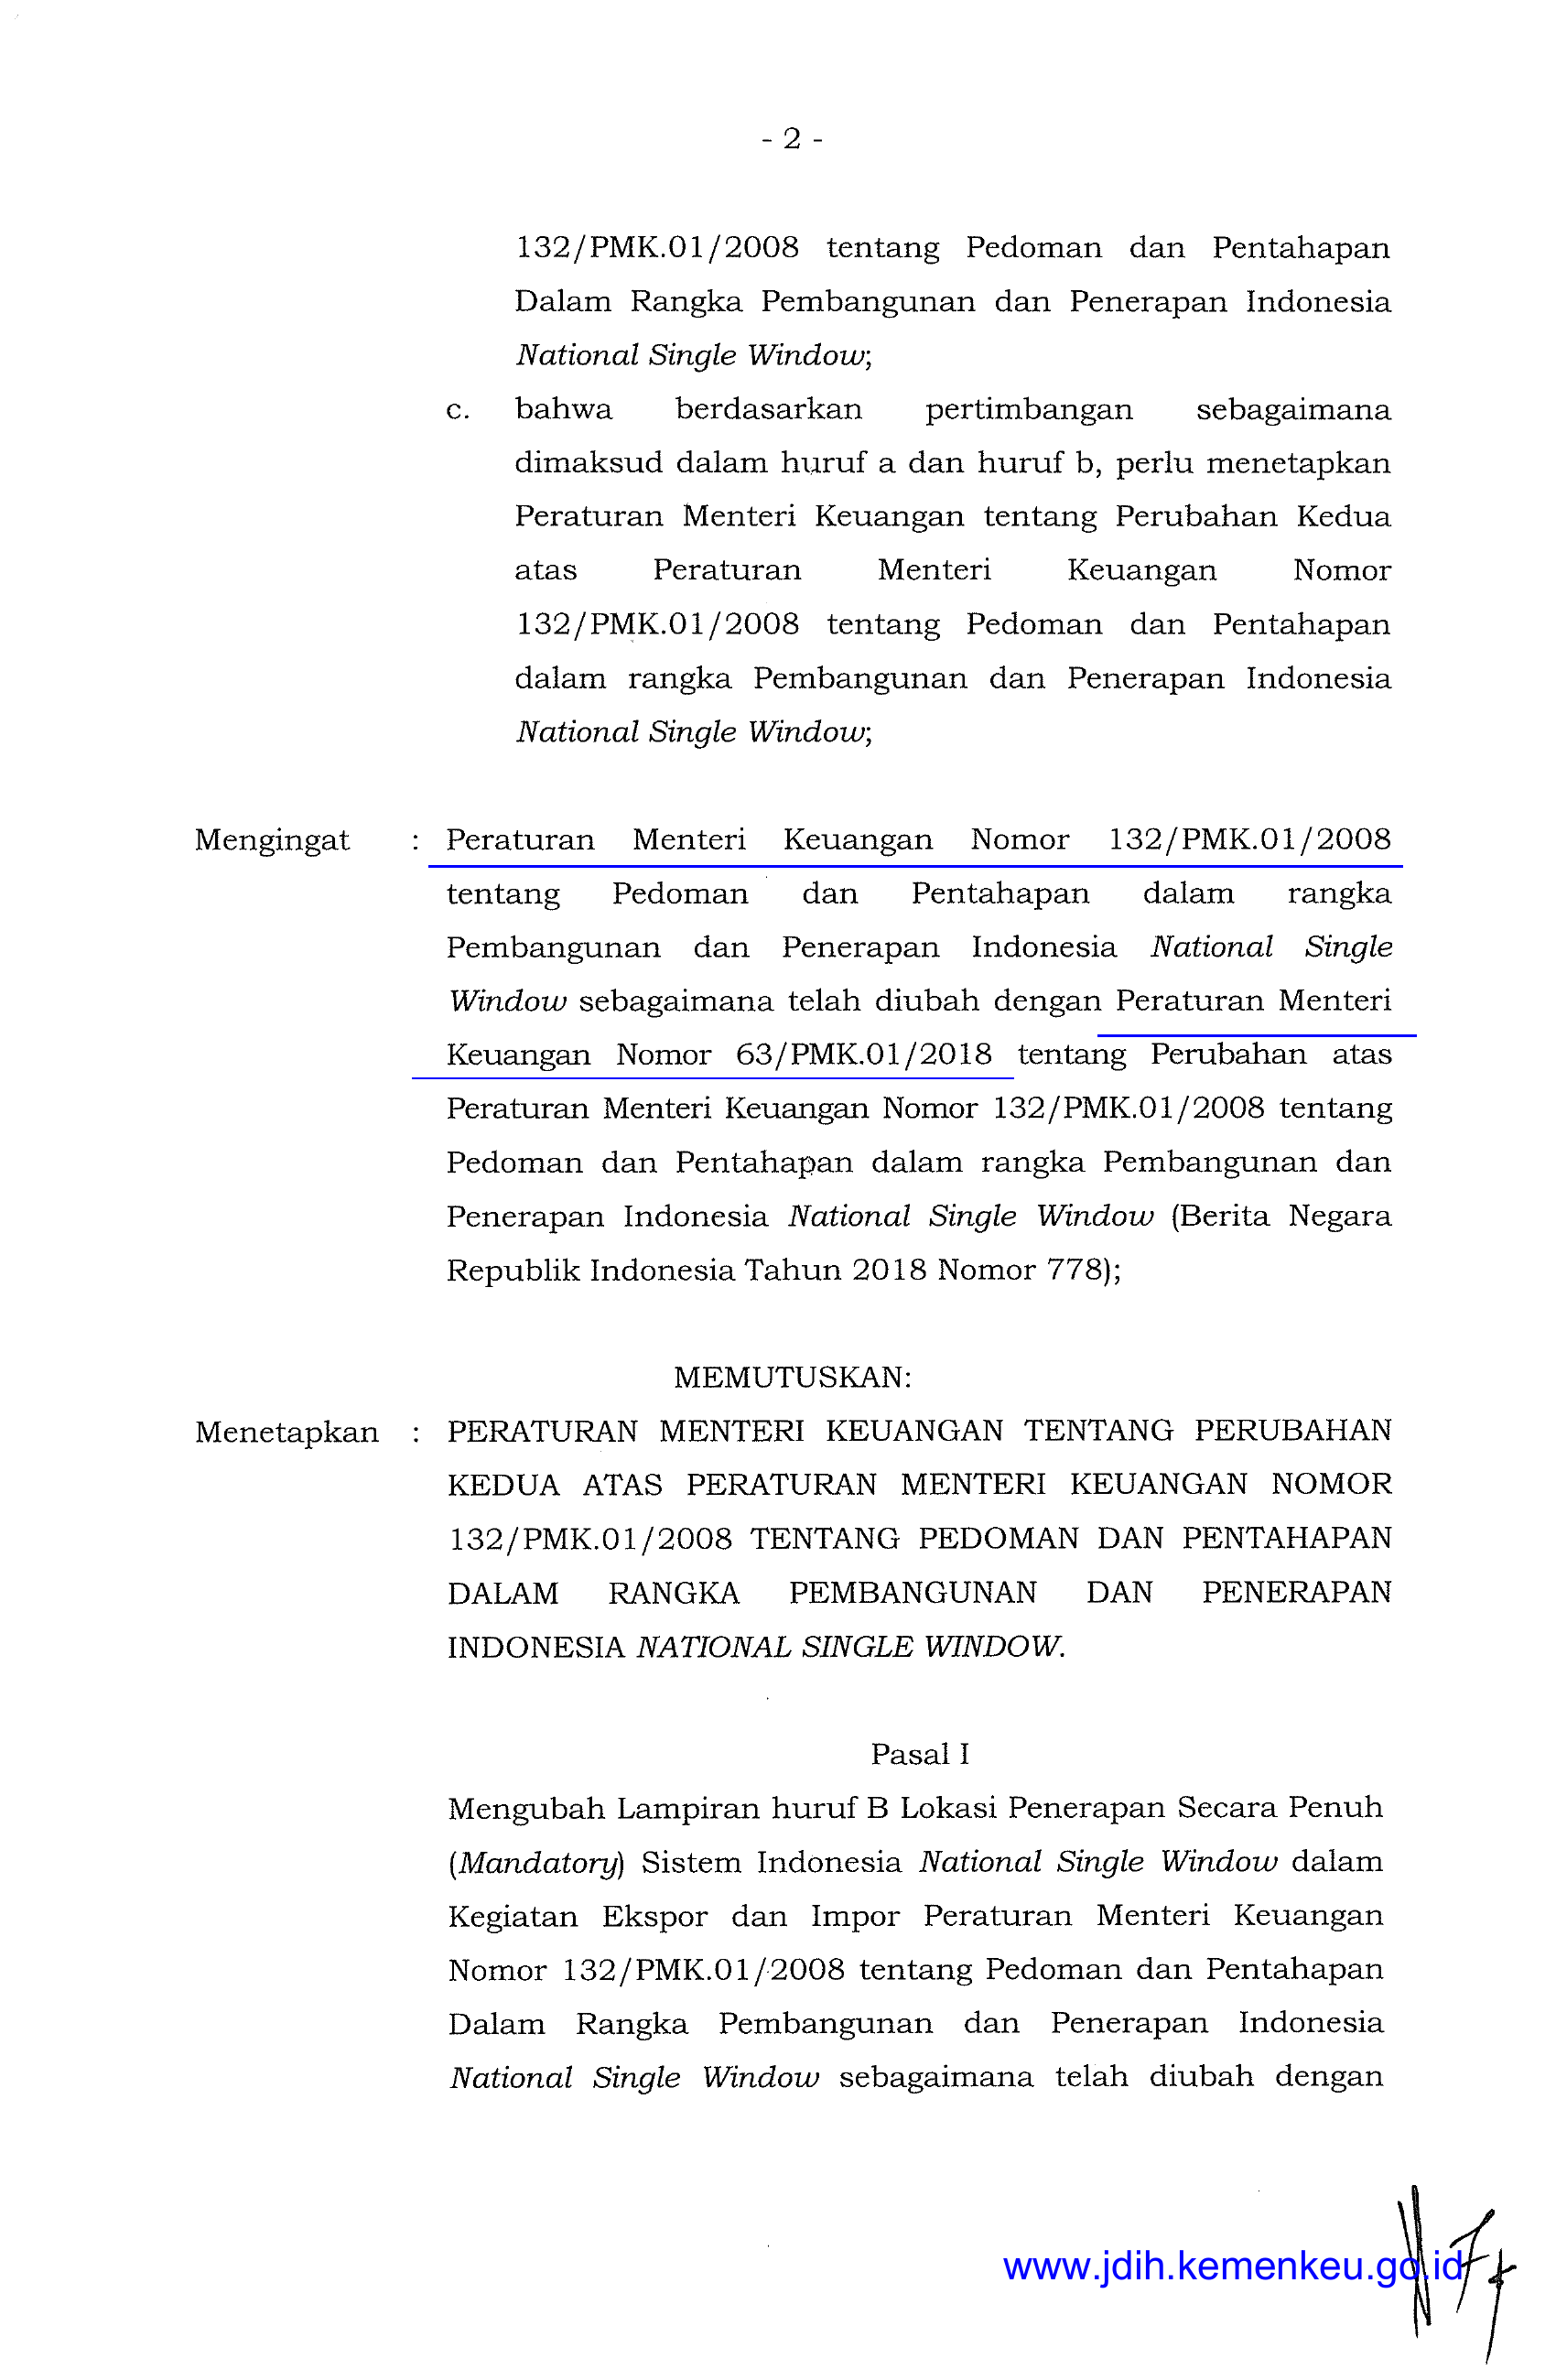 - 2 -
132/PMK.01/2008 tentang Pedoman dan Pentahapan
Dalam Rangka Pembangunan dan Penerapan Indonesia
National Single Window;
c. bahwa berdasarkan pertimbangan sebagaimana
dimaksud dalam huruf a dan huruf b, perlu menetapkan
Peraturan Menteri Keuangan tentang Perubahan Kedua
atas Peraturan Menteri Keuangan Nomor
132/PMK.01/2008 tentang Pedoman dan Pentahapan
dalam rangka Pembangunan dan Penerapan Indonesia
National Single Window;
Mengingat : Peraturan Menteri Keuangan Nomor 132/PMK.01/2008
tentang Pedoman dan Pentahapan dalam rangka
Pembangunan dan Penerapan Indonesia National Single
Window sebagaimana telah diubah dengan Peraturan Menteri
Keuangan Nomor 63/PMK.01/2018 tentang Perubahan atas
Peraturan Menteri Keuangan Nomor 132/PMK.01/2008 tentang
Pedoman dan Pentahapan dalam rangka Pembangunan dan
Penerapan Indonesia National Single Window (Berita Negara
Republik Indonesia Tahun 2018 Nomor 778);
MEMUTUSKAN:
Menetapkan : PERATURAN MENTERI KEUANGAN TENTANG PERUBAHAN
KEDUA ATAS PERATURAN MENTERI KEUANGAN NOMOR
132/PMK.01/2008 TENTANG PEDOMAN DAN PENTAHAPAN
DALAM RANGKA PEMBANGUNAN DAN PENERAPAN
INDONESIA NATIONAL SINGLE WINDOW.
Pasal I
Mengubah Lampiran huruf B Lokasi Penerapan Secara Penuh
(Mandatory) Sistem Indonesia National Single Window dalam
Kegiatan Ekspor dan Impor Peraturan Menteri Keuangan
Nomor 132/PMK.01/2008 tentang Pedoman dan Pentahapan
Dalam Rangka Pembangunan dan Penerapan Indonesia
National Single Window sebagaimana telah diubah dengan
www.jdih.kemenkeu.go.id